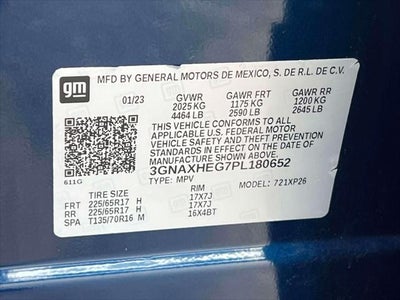 gm
MFD BY GENERAL MOTORS DE MEXICO, S. DE R.L. DE C.V.
01/23 GVWR GAWR FRT GAWR RR
2025 KG 1175 KG 1200 KG
4464 LB 2590 LB 2645 LB
THIS VEHICLE CONFORMS TO ALL
APPLICABLE U.S. FEDERAL MOTOR
VEHICLE SAFETY AND THEFT PREVENTION
STANDARDS IN EFFECT ON THE DATE OF
MANUFACTURE SHOWN ABOVE.
3GNAXHEG7PL180652
611G TYPE: MPV MODEL: 721XP26
TIRE SIZE RIM
FRT 225/65R17 H 17X7J
RR 225/65R17 H 17X7J
SPA T135/70R16 M 16X4BT